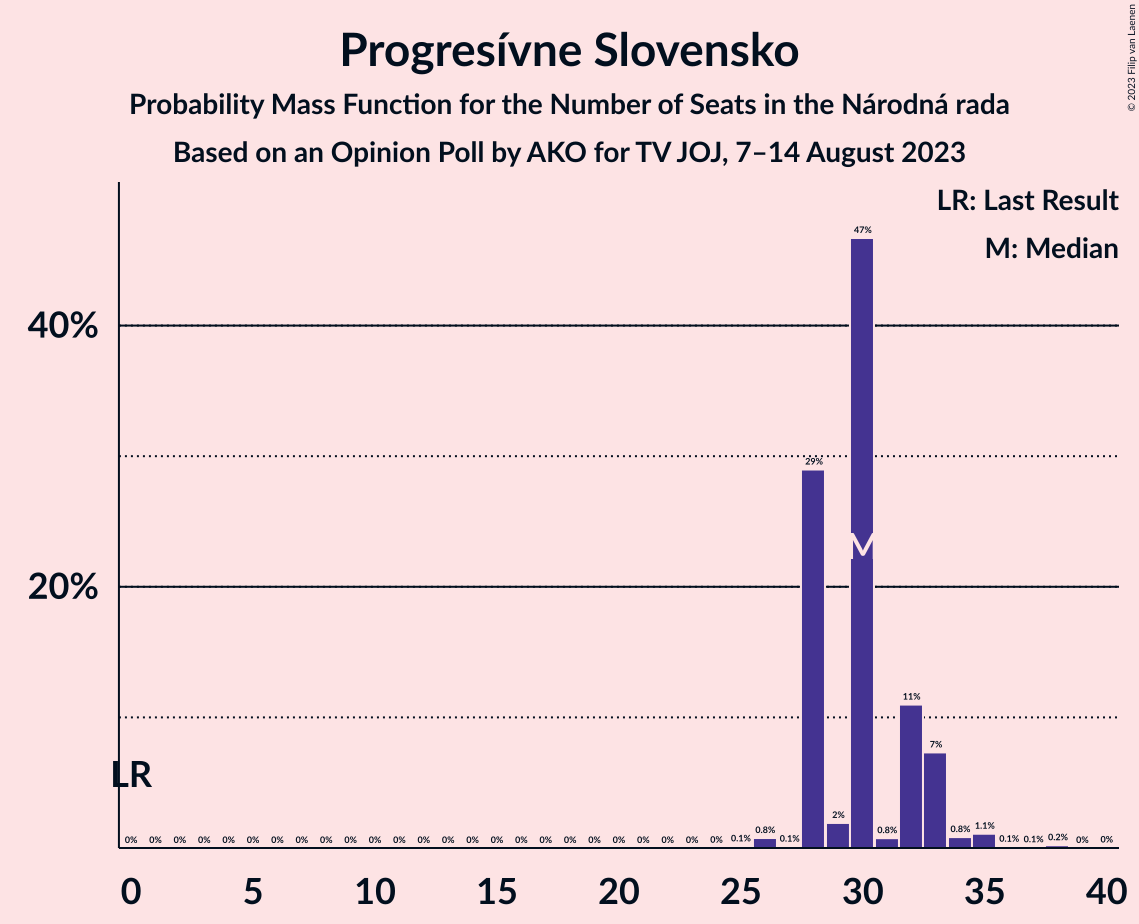 Progresívne Slovensko
Probability Mass Function for the Number of Seats in the Národná rada
Based on an Opinion Poll by AKO for TV JOJ, 7–14 August 2023
© 2023 Filip van Laenen
LR: Last Result
M: Median
40%
20%
LR
M
0% 0% 0% 0% 0% 0% 0% 0% 0% 0% 0% 0% 0% 0% 0% 0% 0% 0% 0% 0% 0% 0% 0% 0% 0% 0.1% 0.8% 0.1% 29% 2% 47% 0.8% 11% 7% 0.8% 1.1% 0.1% 0.1% 0.2% 0% 0%
0 5 10 15 20 25 30 35 40